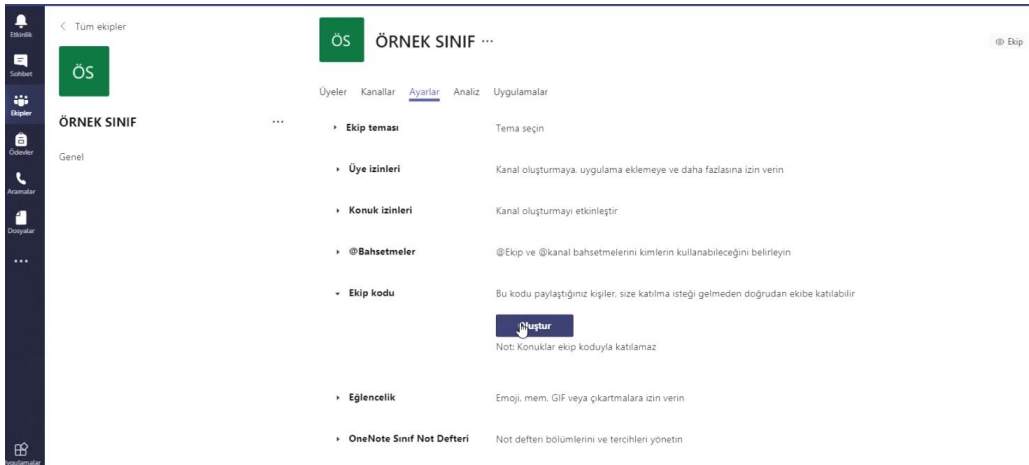 Etkinlik
Sohbet
Ekipler
Ödevler
Aramalar
Dosyalar
Uygulamalar
Tüm ekipler
ÖS
ÖRNEK SINIF ...
Genel
ÖS ÖRNEK SINIF ...
Ekip
Üyeler Kanallar Ayarlar Analiz Uygulamalar
Ekip teması Tema seçin
Üye izinleri Kanal oluşturmaya, uygulama eklemeye ve daha fazlasına izin verin
Konuk izinleri Kanal oluşturmayı etkinleştir
@Bahsetmeler @Ekip ve @kanal bahsetmelerini kimlerin kullanabileceğini belirleyin
Ekip kodu Bu kodu paylaştığınız kişiler, size katılma isteği gelmeden doğrudan ekibe katılabilir
Oluştur
Not: Konuklar ekip koduyla katılamaz
Eğlencelik Emoji, mem, GIF veya çıkartmalara izin verin
OneNote Sınıf Not Defteri Not defteri bölümlerini ve tercihleri yönetin